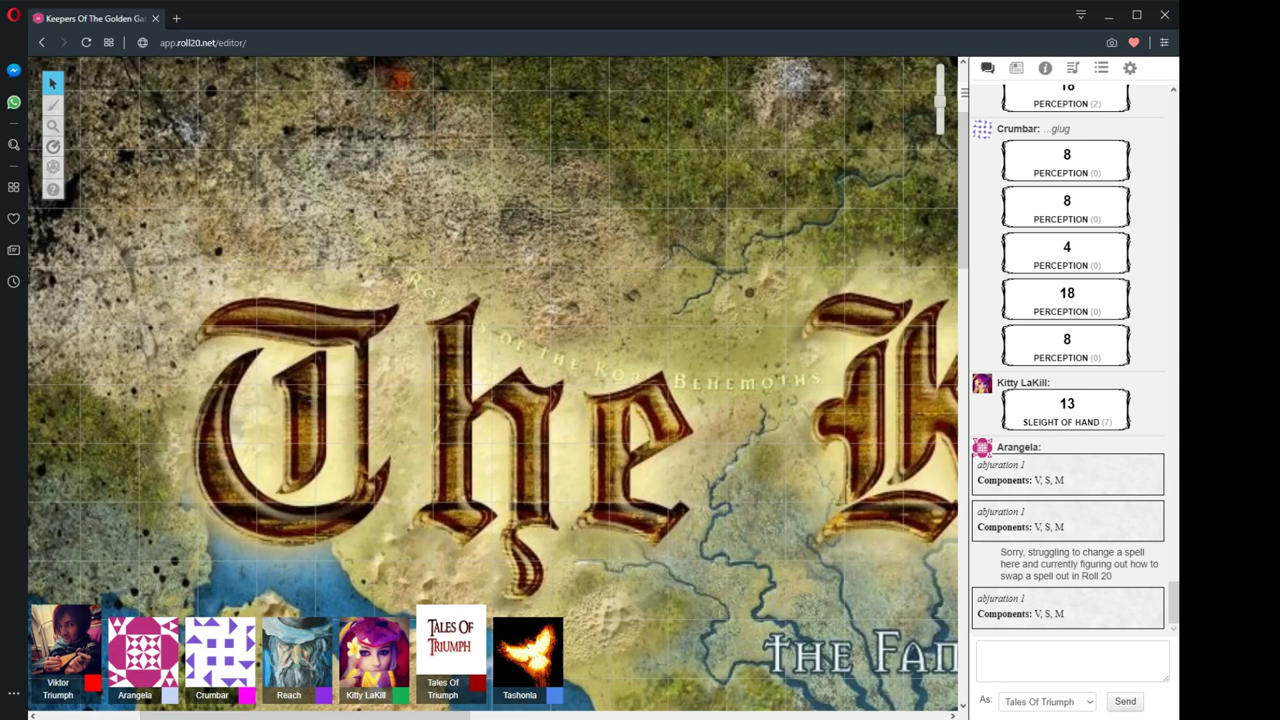 Keepers Of The Golden Ga
app.roll20.net/editor/
18
PERCEPTION (2)
Crumbar: ...glug
8
PERCEPTION (0)
8
PERCEPTION (0)
4
PERCEPTION (0)
18
PERCEPTION (0)
8
PERCEPTION (0)
Kitty LaKill:
13
SLEIGHT OF HAND (7)
Arangela:
abjuration 1
Components: V, S, M
abjuration 1
Components: V, S, M
Sorry, struggling to change a spell
here and currently figuring out how to
swap a spell out in Roll 20
abjuration 1
Components: V, S, M
As:
Tales Of Triumph
Send
OF THE
BEHEMOTHS
The
THE FAN
TALES OF
TRIUMPH
Viktor
Triumph
Arangela
Crumbar
Reach
Kitty LaKill
Tales Of
Triumph
Tashonla